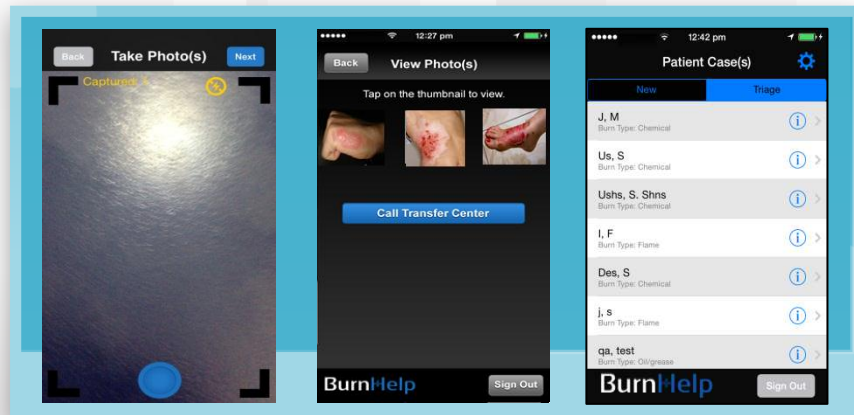 Back Take Photo(s) Next
Captured:
12:27 pm
Back View Photo(s)
Tap on the thumbnail to view.
Call Transfer Center
BurnHelp Sign Out
12:42 pm
Patient Case(s)
New Triage
J, M
Burn Type: Chemical
Us, S
Burn Type: Chemical
Ushs, S. Shns
Burn Type: Chemical
I, F
Burn Type: Flame
Des, S
Burn Type: Chemical
j, s
Burn Type: Flame
qa, test
Burn Type: Oil/grease
BurnHelp Sign Out